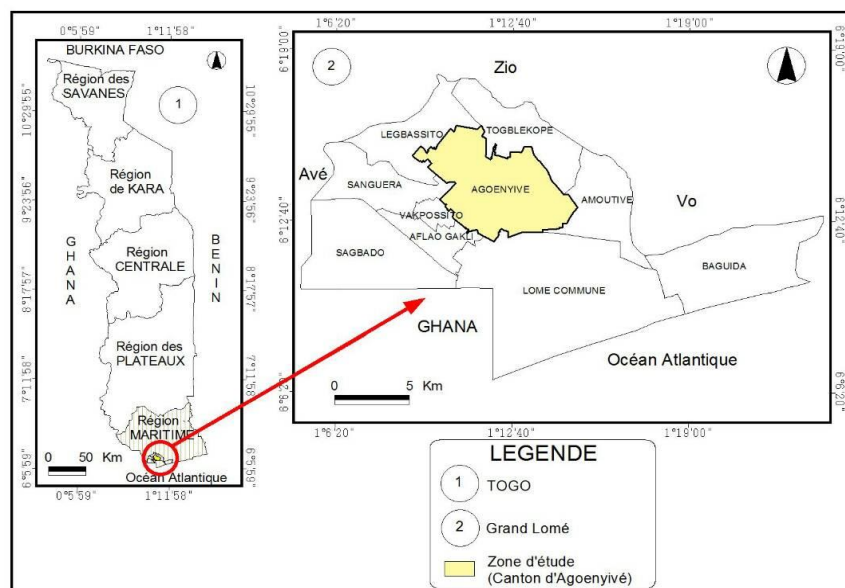 0°5'59" 1°11'58"
BURKINA FASO
Région des
SAVANES
1
10°29'55"
10°29'55"
Région
de KARA
9°23'56"
9°23'56"
GHANA
BENIN
Région
CENTRALE
8°17'57"
8°17'57"
Région des
PLATEAUX
7°11'58"
7°11'58"
Région
MARITIME
0 50 Km
6°5'59"
6°5'59"
Océan Atlantique
0°5'59" 1°11'58"
1°6'20" 1°12'40" 1°19'00"
6°19'00"
6°19'00"
2
Zio
LEGBASSITO
TOGBLEKOPE
Avé
SANGUERA
AGOENYIVE
AMOUTIVE
Vo
6°12'40"
6°12'40"
VAKPOSSITO
AFLAO GAKLI
SAGBADO
BAGUIDA
LOME COMMUNE
GHANA
Océan Atlantique
6°6'20"
6°6'20"
0 5 Km
1°6'20" 1°12'40" 1°19'00"
LEGENDE
1 TOGO
2 Grand Lomé
Zone d'étude
(Canton d'Agoenyivé)